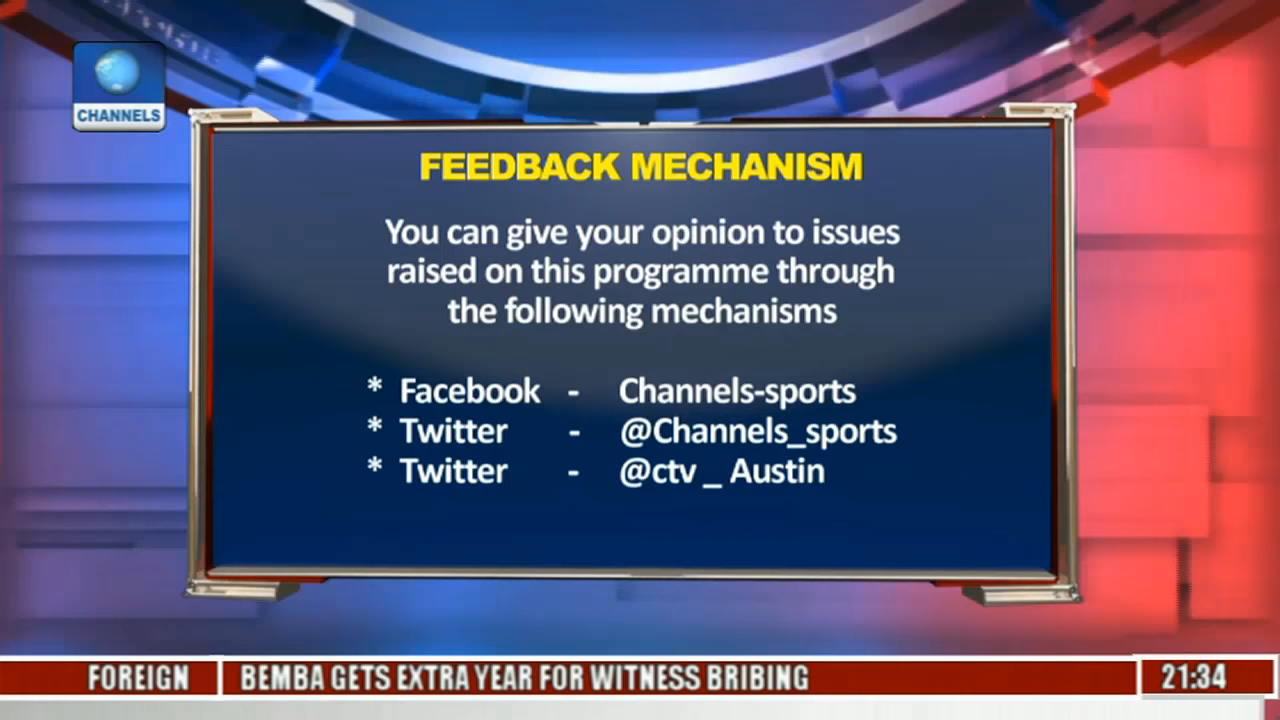 CHANNELS
FEEDBACK MECHANISM
You can give your opinion to issues
raised on this programme through
the following mechanisms
* Facebook - Channels-sports
* Twitter - @Channels_sports
* Twitter - @ctv _ Austin
FOREIGN BEMBA GETS EXTRA YEAR FOR WITNESS BRIBING 21:34